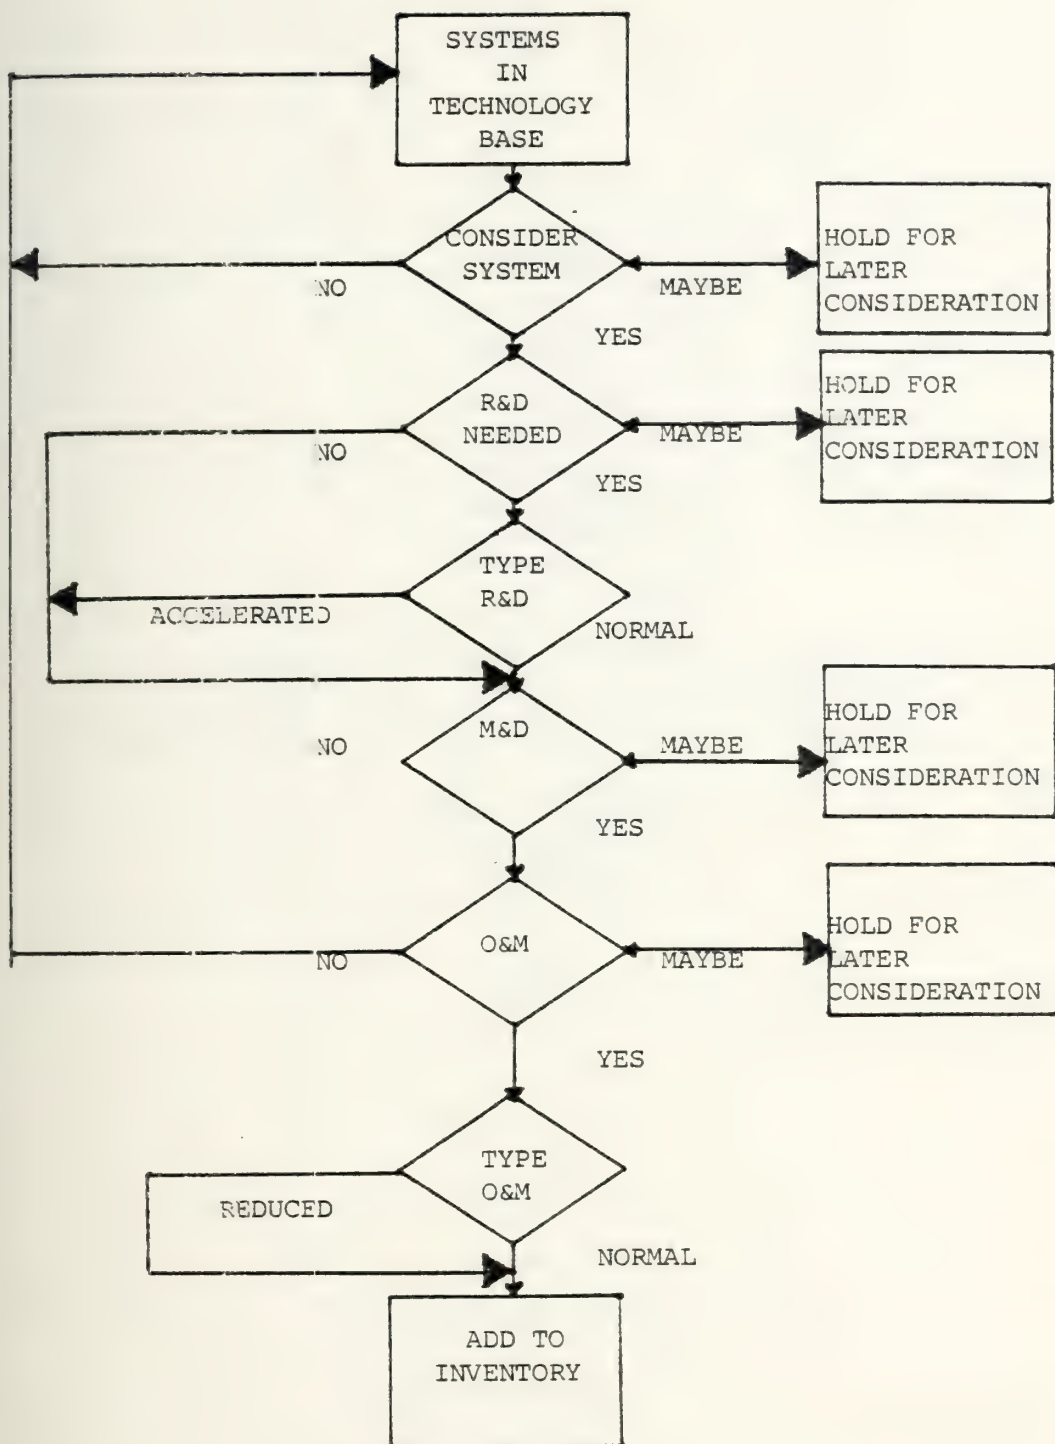 SYSTEMS
IN
TECHNOLOGY
BASE
CONSIDER
SYSTEM
NO
MAYBE
HOLD FOR
LATER
CONSIDERATION
YES
R&D
NEEDED
NO
MAYBE
HOLD FOR
LATER
CONSIDERATION
YES
TYPE
R&D
ACCELERATED
NORMAL
M&D
NO
MAYBE
HOLD FOR
LATER
CONSIDERATION
YES
O&M
NO
MAYBE
HOLD FOR
LATER
CONSIDERATION
YES
TYPE
O&M
REDUCED
NORMAL
ADD TO
INVENTORY